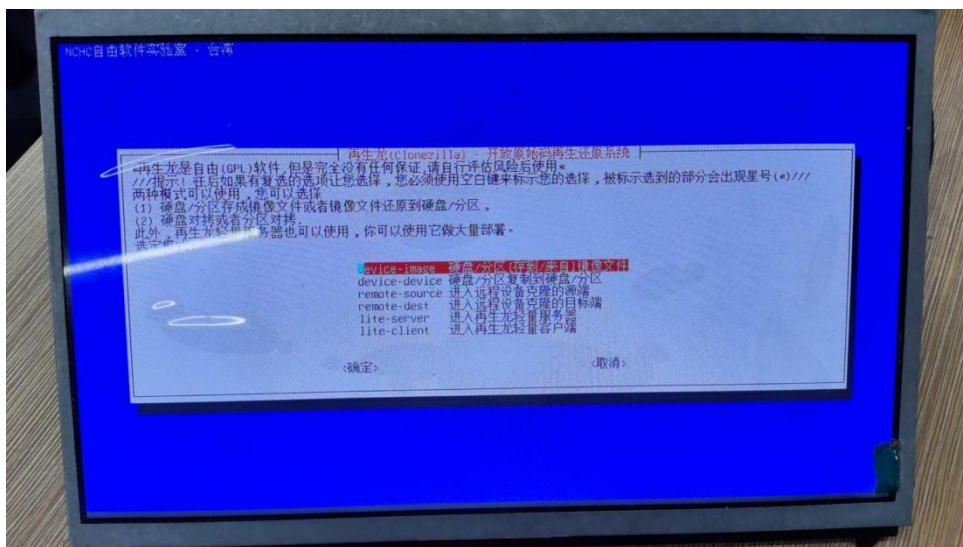 NCHC自由软件实验室 - 台湾
再生龙(Clonezilla) - 开放原始码再生还原系统
*再生龙是自由(GPL)软件,但是完全没有任何保证,请自行评估风险后使用*
///提示! 往后如果有复选的选项让您选择,您必须使用空白键来标示您的选择,被标示选到的部分会出现星号(*)///
两种模式可以使用,您可以选择
(1) 硬盘/分区存成镜像文件或者镜像文件还原到硬盘/分区,
(2) 硬盘对拷或者分区对拷.
此外,再生龙轻量服务器也可以使用,你可以使用它做大量部署。
选定
device-image 硬盘/分区[存到/来自]镜像文件
device-device 硬盘/分区复制到硬盘/分区
remote-source 进入远程设备克隆的源端
remote-dest 进入远程设备克隆的目标端
lite-server 进入再生龙轻量服务器
lite-client 进入再生龙轻量客户端
<确定> <取消>